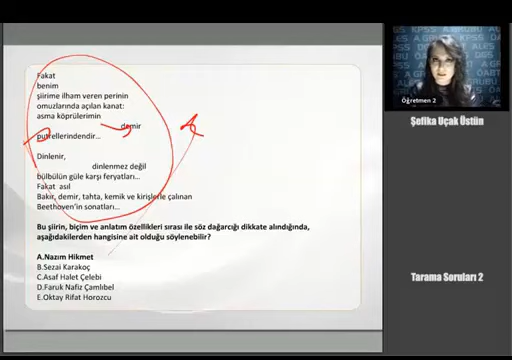 Fakat
benim
şiirime ilham veren perinin
omuzlarında açılan kanat:
asma köprülerimin
demir
putrellerindendir...
Dinlenir,
dinlenmez değil
bülbülün güle karşı feryatları...
Fakat asıl
Bakır, demir, tahta, kemik ve kirişlerle çalınan
Beethoven'in sonatları...
Bu şiirin, biçim ve anlatım özellikleri sırası ile söz dağarcığı dikkate alındığında,
aşağıdakilerden hangisine ait olduğu söylenebilir?
A.Nazım Hikmet
B.Sezai Karakoç
C.Asaf Halet Çelebi
D.Faruk Nafiz Çamlıbel
E.Oktay Rifat Horozcu
Öğretmen 2
Şefika Uçak Üstün
Tarama Soruları 2